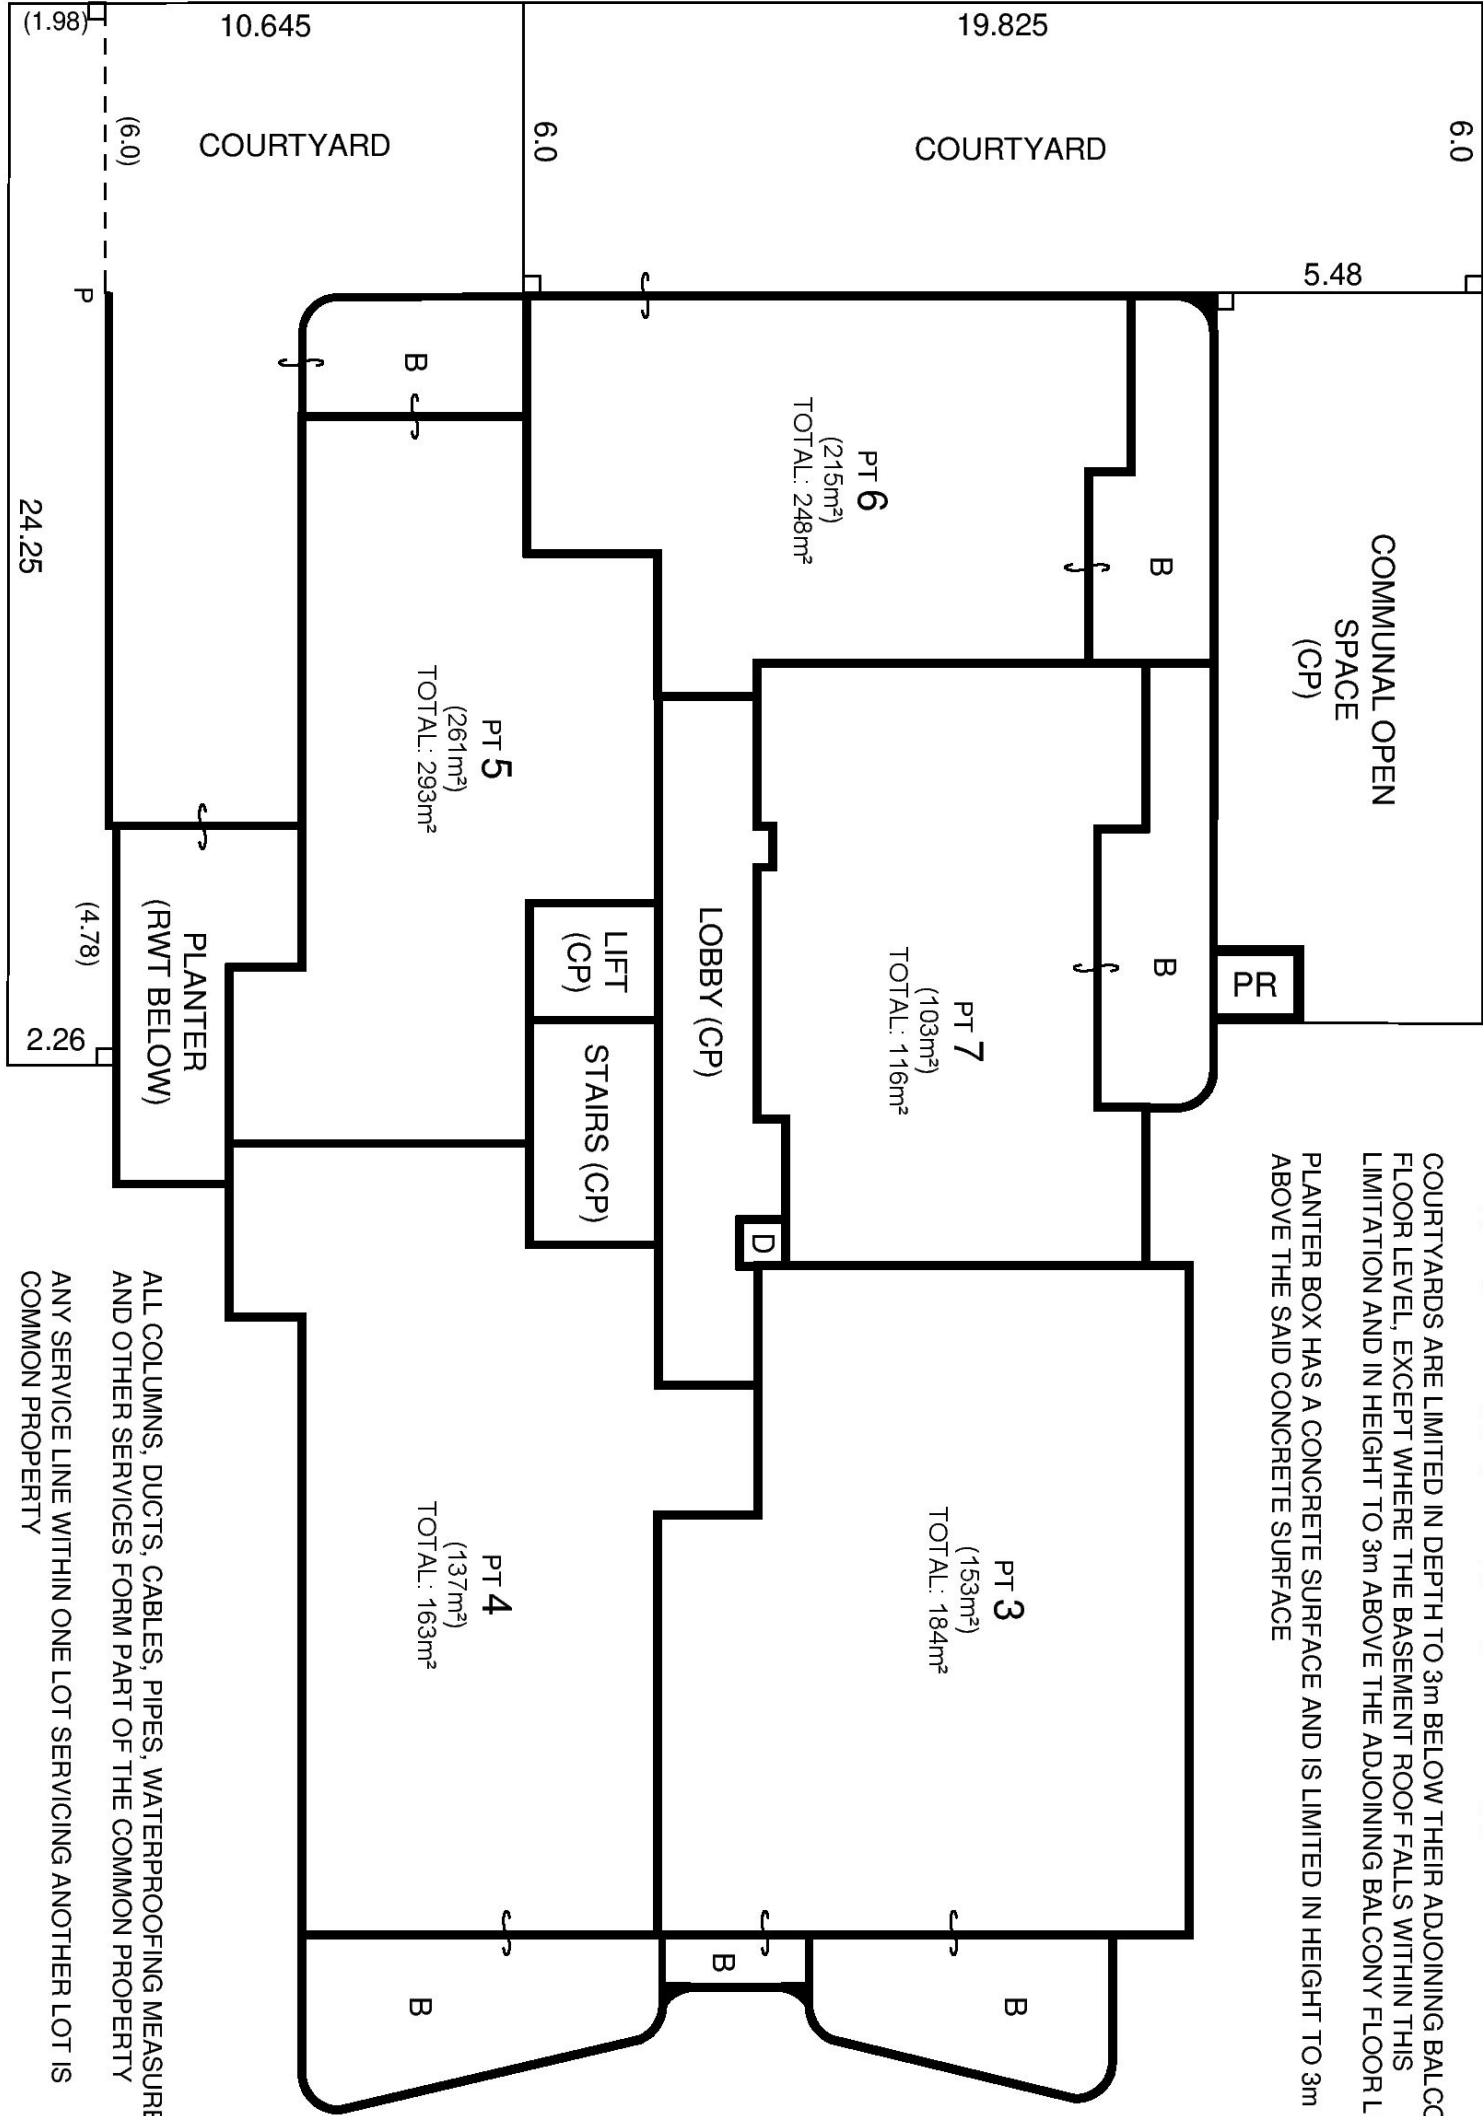 (1.98)
10.645
19.825
(6.0)
COURTYARD
6.0
COURTYARD
6.0
5.48
P
B
24.25
PT 6
(215m²)
TOTAL: 248m²
B
COMMUNAL OPEN
SPACE
(CP)
PT 5
(261m²)
TOTAL: 293m²
LIFT
(CP)
LOBBY (CP)
PT 7
(103m²)
TOTAL: 116m²
B
PR
PLANTER
(RWT BELOW)
(4.78)
2.26
STAIRS (CP)
D
COURTYARDS ARE LIMITED IN DEPTH TO 3m BELOW THEIR ADJOINING BALCO
FLOOR LEVEL, EXCEPT WHERE THE BASEMENT ROOF FALLS WITHIN THIS
LIMITATION AND IN HEIGHT TO 3m ABOVE THE ADJOINING BALCONY FLOOR L
PLANTER BOX HAS A CONCRETE SURFACE AND IS LIMITED IN HEIGHT TO 3m
ABOVE THE SAID CONCRETE SURFACE
PT 3
(153m²)
TOTAL: 184m²
PT 4
(137m²)
TOTAL: 163m²
B
B
B
ALL COLUMNS, DUCTS, CABLES, PIPES, WATERPROOFING MEASURE
AND OTHER SERVICES FORM PART OF THE COMMON PROPERTY
ANY SERVICE LINE WITHIN ONE LOT SERVICING ANOTHER LOT IS
COMMON PROPERTY